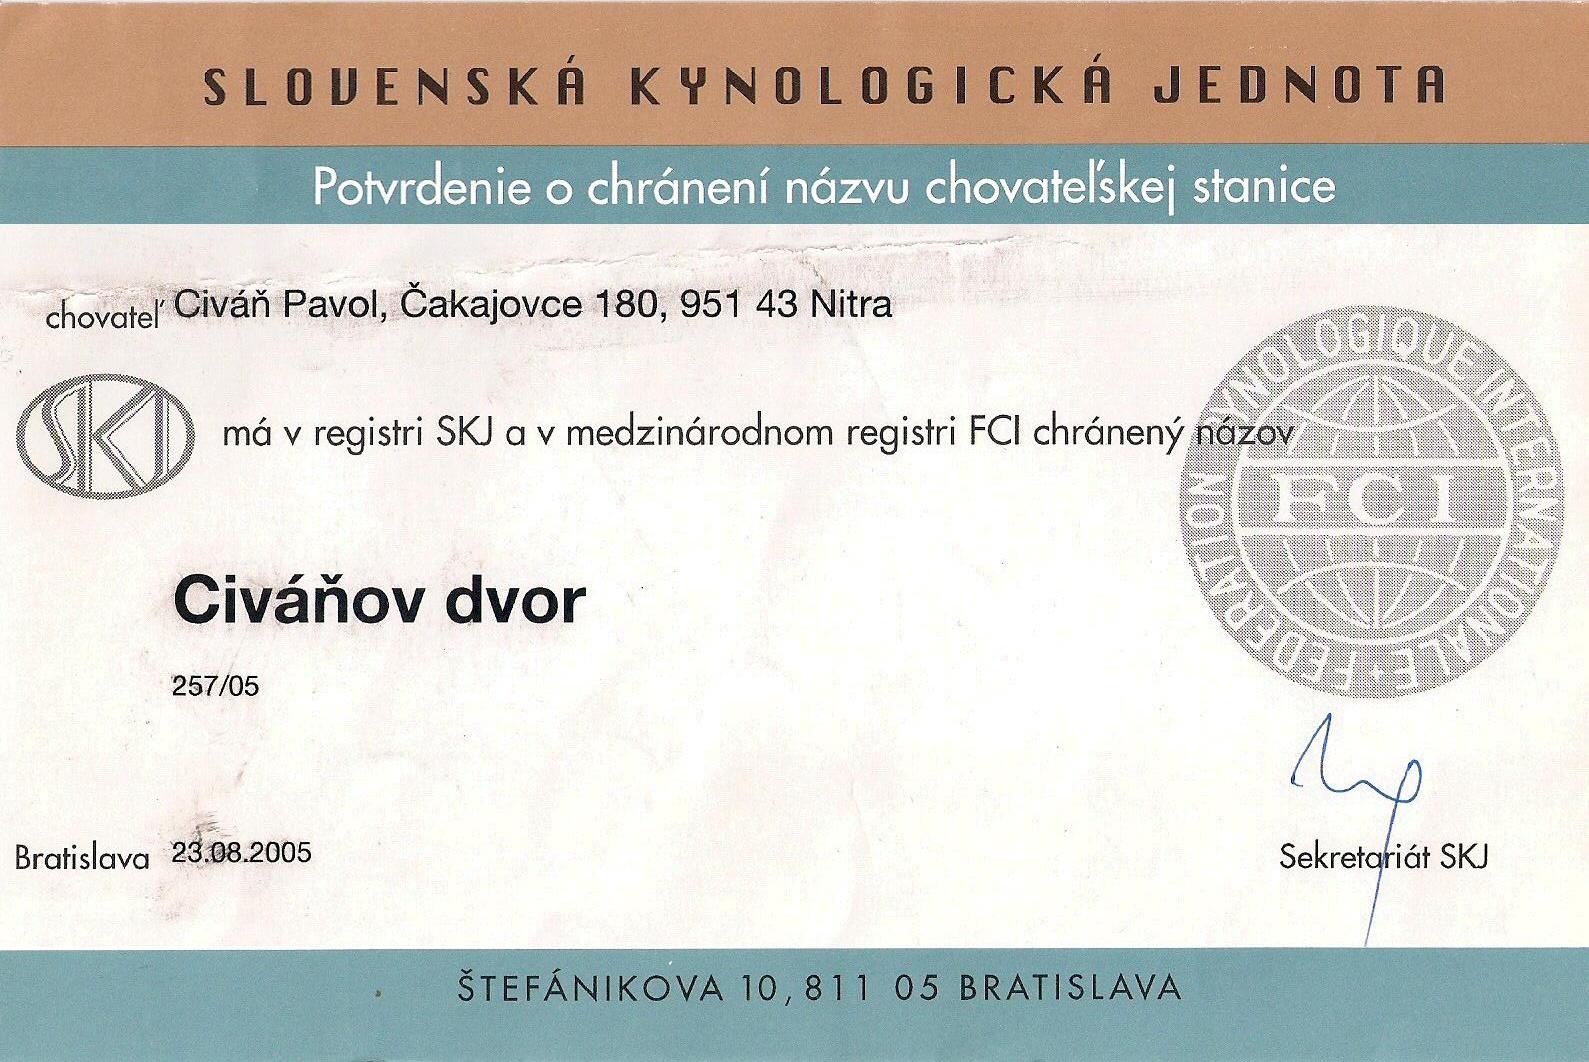 SLOVENSKÁ KYNOLOGICKÁ JEDNOTA
Potvrdenie o chránení názvu chovateľskej stanice
chovateľ Civáň Pavol, Čakajovce 180, 951 43 Nitra
SKJ
má v registri SKJ a v medzinárodnom registri FCI chránený názov
FEDERATION CYNOLOGIQUE INTERNATIONALE
FCI
Civáňov dvor
257/05
Bratislava 23.08.2005
Sekretariát SKJ
ŠTEFÁNIKOVA 10, 811 05 BRATISLAVA